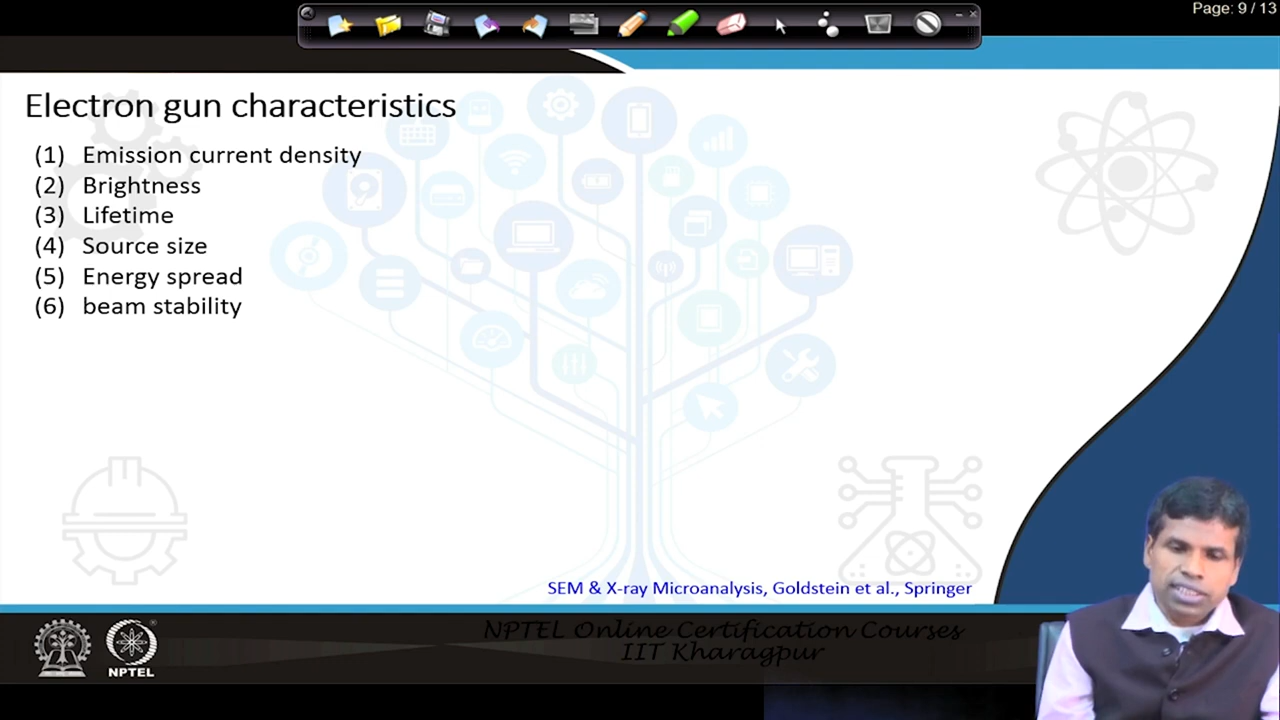 Page: 9 / 13
Electron gun characteristics
(1) Emission current density
(2) Brightness
(3) Lifetime
(4) Source size
(5) Energy spread
(6) beam stability
SEM & X-ray Microanalysis, Goldstein et al., Springer
NPTEL Online Certification Courses
IIT Kharagpur
NPTEL